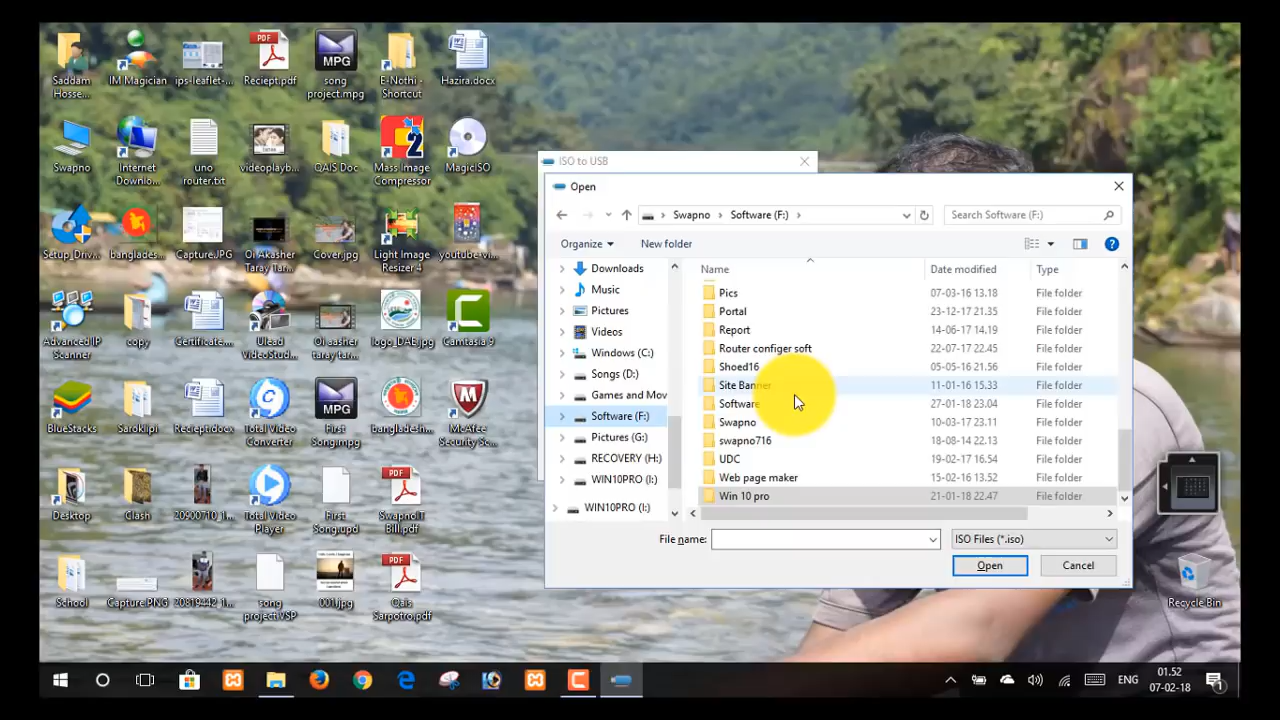 Saddam
Hosse...
IM Magician
ips-leaflet-...
Reciept.pdf
song
project.mpg
E-Nothi -
Shortcut
Hazira.docx
Swapno
Internet
Downlo...
uno
router.txt
videoplayb...
QAIS Doc
Mass Image
Compressor
MagicISO
Setup_Driv...
banglades...
Capture.JPG
Oi Akasher
Taray Tar...
Cover.jpg
Light Image
Resizer 4
youtube-vi...
Advanced IP
Scanner
copy
Certificate...
Ulead
VideoStud...
Oi aasher
taray tar...
logo_DAE.jpg
Camtasia 9
BlueStacks
Saroklipi
Reciept.docx
Total Video
Converter
First
Song.mpg
bangladesh...
McAfee
Security Sc...
Desktop
Clash
20900710_1...
Total Video
Player
First
Song.upd
SwapnoIT
Bill.pdf
School
Capture.PNG
20819442_1...
song
project.VSP
001.jpg
Qais
Sarpotro.pdf
Recycle Bin
PDF
MPG
PDF
PDF
MPG
2
ISO to USB
Open
Swapno
Software (F:)
Search Software (F:)
Organize
New folder
Name
Date modified
Type
Downloads
Music
Pictures
Videos
Windows (C:)
Songs (D:)
Games and Mov
Software (F:)
Pictures (G:)
RECOVERY (H:)
WIN10PRO (I:)
WIN10PRO (I:)
Pics 07-03-16 13.18 File folder
Portal 23-12-17 21.35 File folder
Report 14-06-17 14.19 File folder
Router configer soft 22-07-17 22.45 File folder
Shoed16 05-05-16 21.56 File folder
Site Banner 11-01-16 15.33 File folder
Software 27-01-18 23.04 File folder
Swapno 10-03-17 23.11 File folder
swapno716 18-08-14 22.13 File folder
UDC 19-02-17 16.54 File folder
Web page maker 15-02-16 13.52 File folder
Win 10 pro 21-01-18 22.47 File folder
File name:
ISO Files (*.iso)
Open
Cancel
ENG
01.52
07-02-18